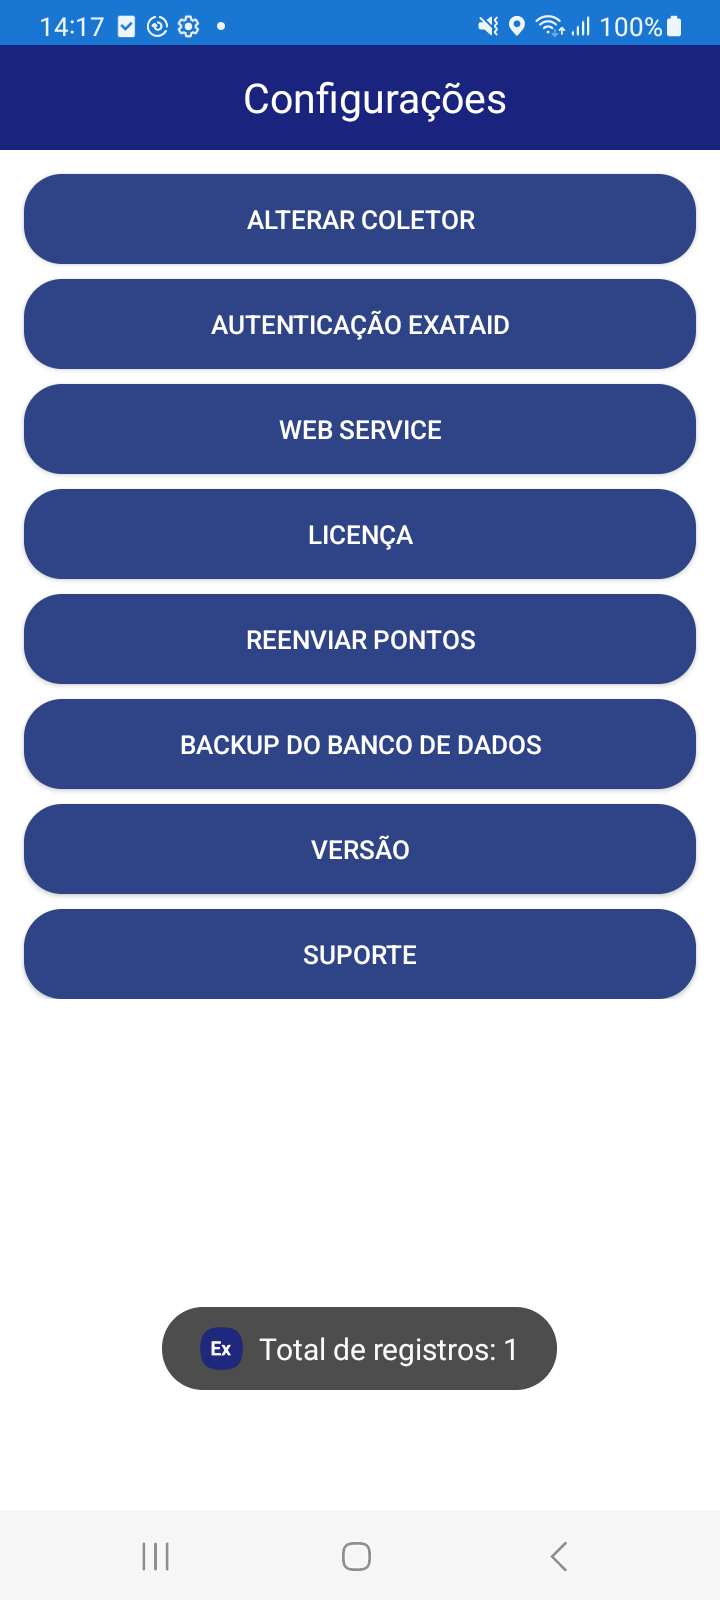 14:17 100%
Configurações
ALTERAR COLETOR
AUTENTICAÇÃO EXATAID
WEB SERVICE
LICENÇA
REENVIAR PONTOS
BACKUP DO BANCO DE DADOS
VERSÃO
SUPORTE
Ex Total de registros: 1